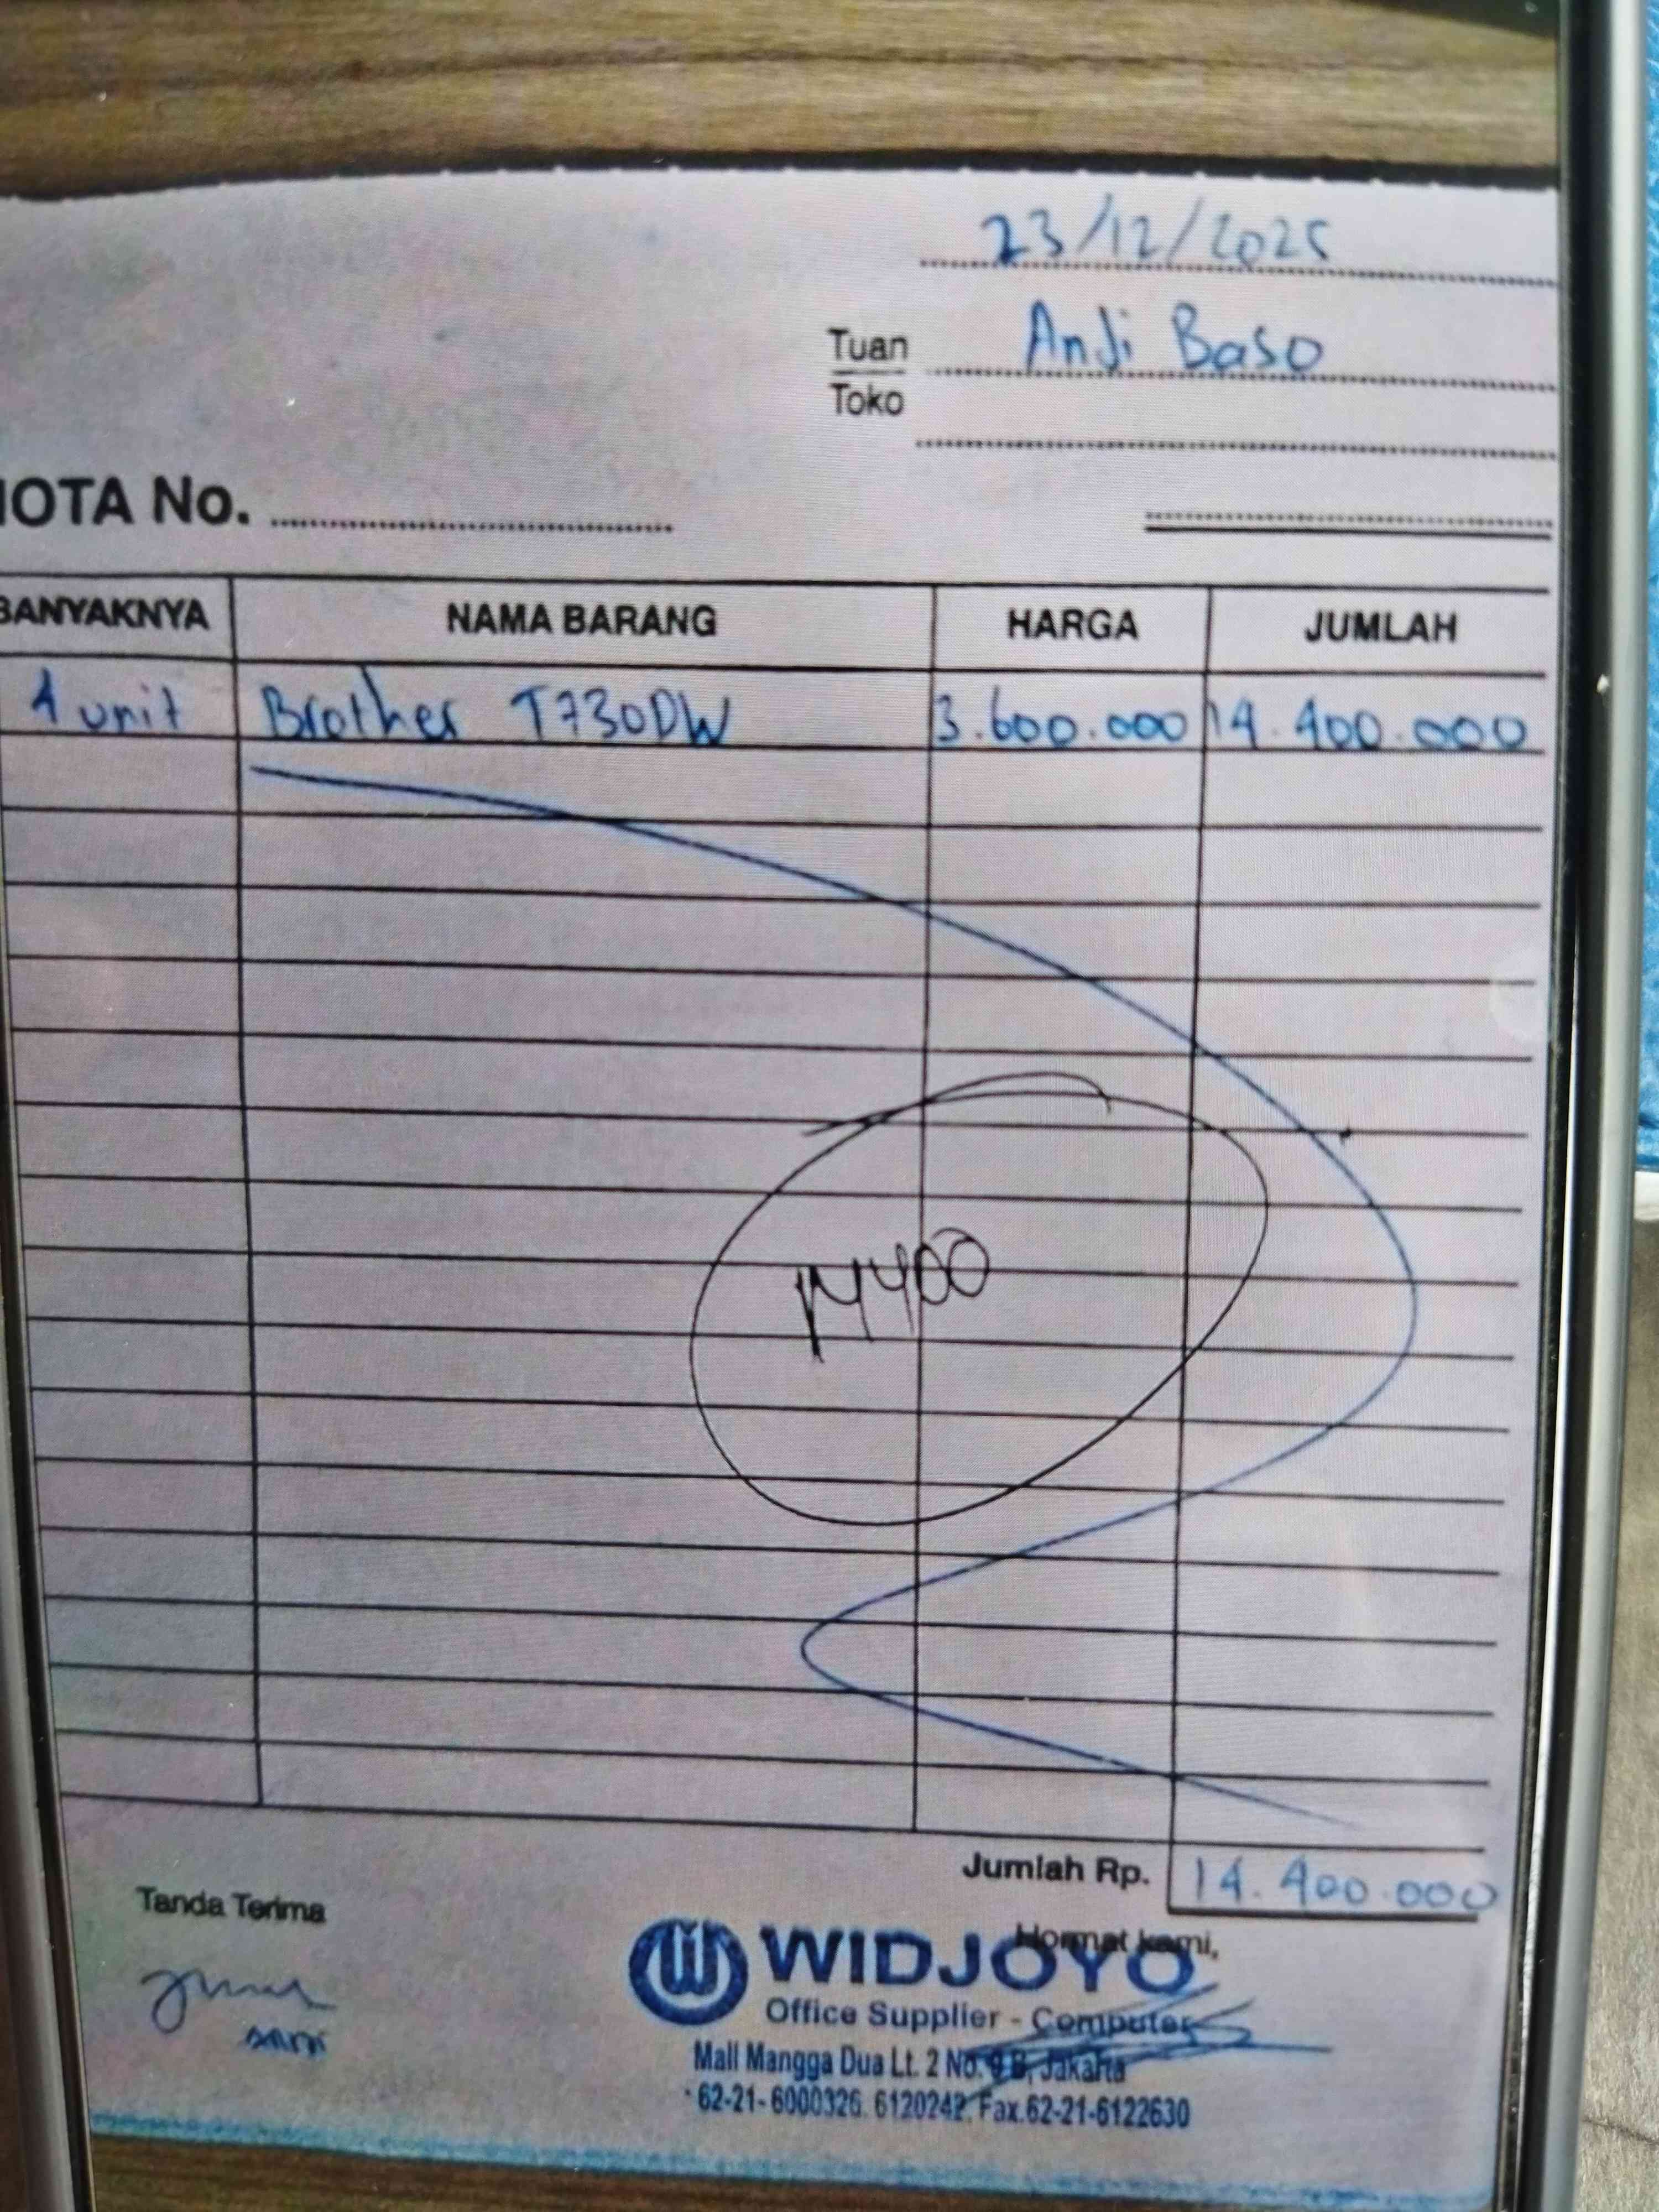 23/12/2025
Tuan Andi Baso
Toko
NOTA No.
BANYAKNYA NAMA BARANG HARGA JUMLAH
4 unit Brother T730DW 3.600.000 14.400.000
14400
Jumlah Rp. 14.400.000
Tanda Terima
Hormat kami,
WIDJOYO
Office Supplier - Computer
Mall Mangga Dua Lt. 2 No. 9 B, Jakarta
62-21-6000326. 6120242. Fax.62-21-6122630